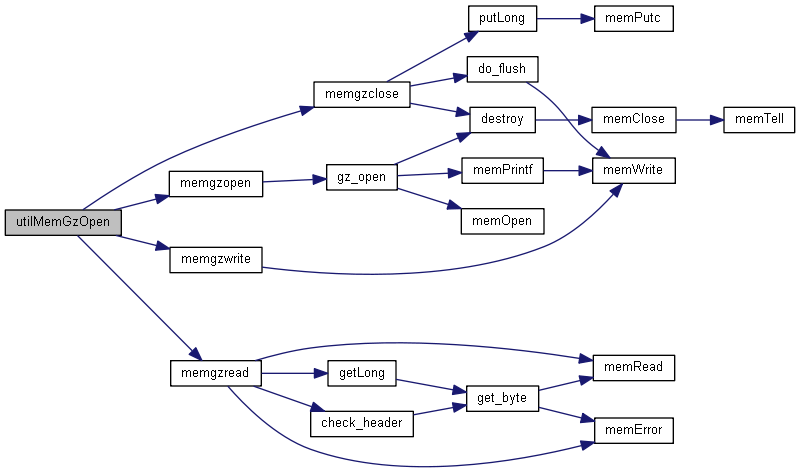 putLong
memPutc
do_flush
memgzclose
destroy
memClose
memTell
memgzopen
gz_open
memPrintf
memWrite
utilMemGzOpen
memOpen
memgzwrite
memgzread
getLong
memRead
get_byte
check_header
memError